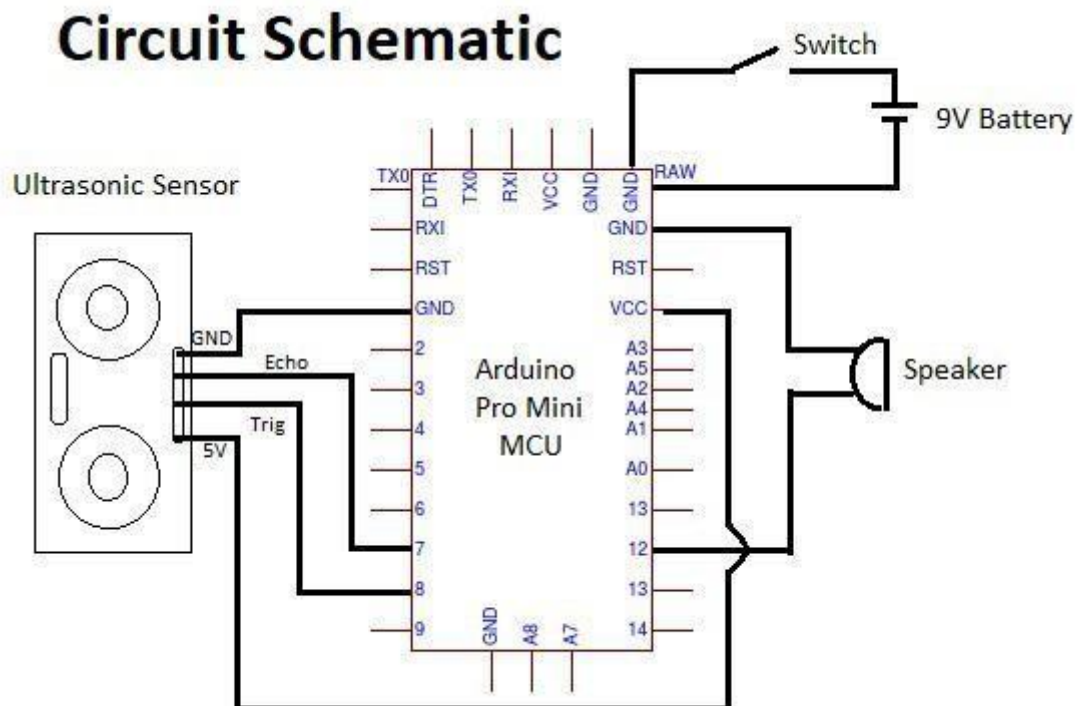 Circuit Schematic
Switch
9V Battery
Ultrasonic Sensor
TX0
DTR
TX0
RXI
VCC
GND
GND
RAW
RXI
GND
RST
RST
GND
VCC
GND
Echo
Trig
5V
2
3
4
5
6
7
8
9
Arduino
Pro Mini
MCU
A3
A5
A2
A4
A1
A0
13
12
13
14
Speaker
GND
A8
A7